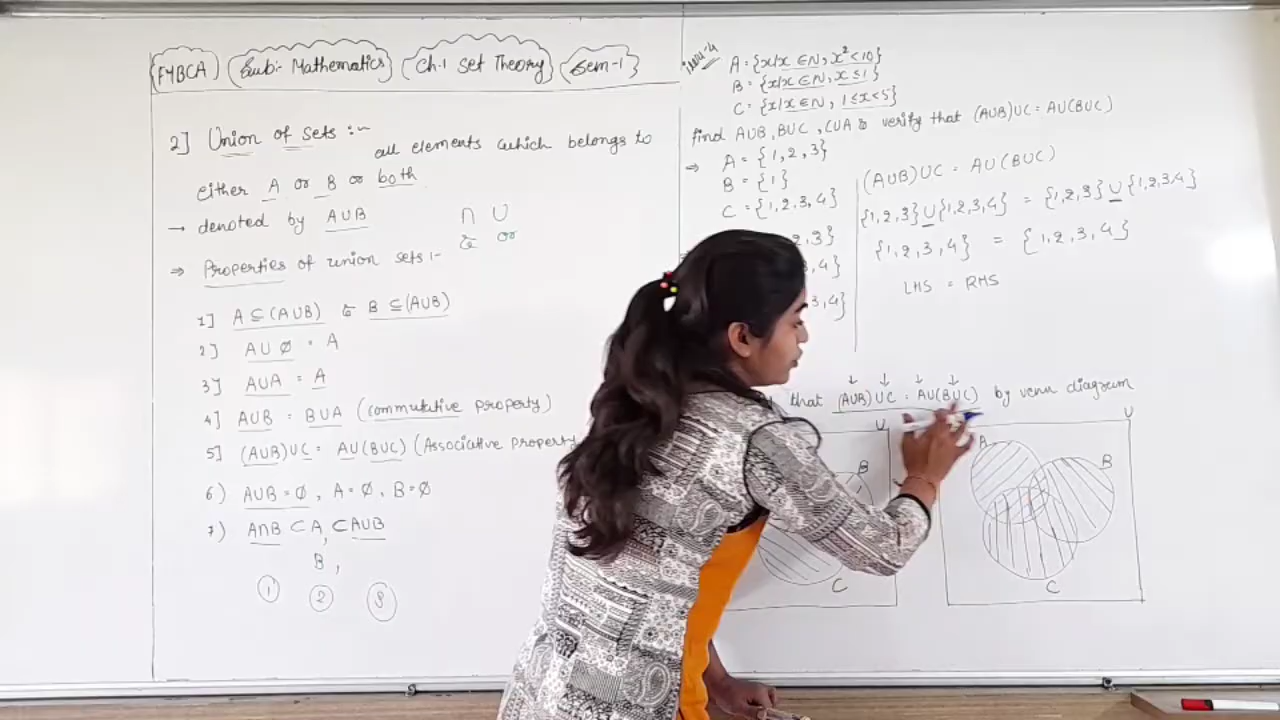 FYBCA Sub:- Mathematics Ch.1 Set Theory Sem-1
2] Union of sets :-
all elements which belongs to
either A or B or both
→ denoted by A∪B
∩ ∪
& or
⇒ Properties of union sets :-
1] A⊆(A∪B) & B⊆(A∪B)
2] A∪∅ = A
3] A∪A = A
4] A∪B = B∪A (commutative property)
5] (A∪B)∪C = A∪(B∪C) (Associative property
6) A∪B=∅, A=∅, B=∅
7) A∩B ⊂ A, ⊂ A∪B
B,
1 2 3
A = {x/x∈N, x²<10}
B = {x/x∈N, x≤1}
C = {x/x∈N, 1≤x<5}
find A∪B, B∪C, C∪A & verify that (A∪B)∪C = A∪(B∪C)
⇒ A = {1,2,3}
B = {1}
C = {1,2,3,4}
2,3}
,4}
3,4}
(A∪B)∪C = A∪(B∪C)
{1,2,3}∪{1,2,3,4} = {1,2,3}∪{1,2,3,4}
{1,2,3,4} = {1,2,3,4}
LHS = RHS
that (A∪B)∪C = A∪(B∪C) by venn diagram
U
B
C
U
B
C